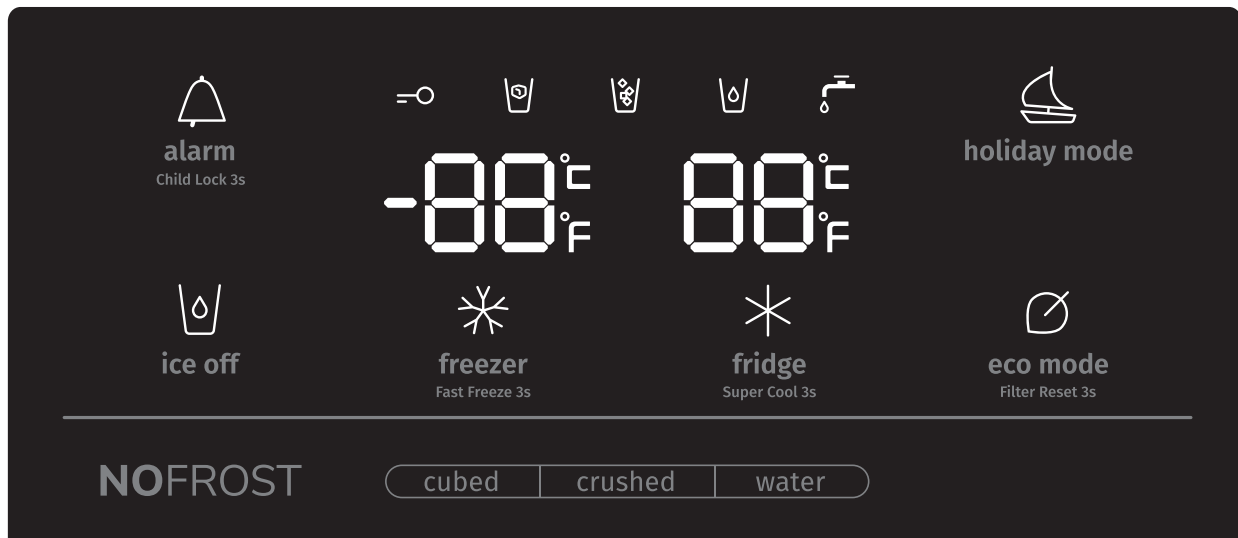 alarm
Child Lock 3s
-88°C
°F
88°C
°F
holiday mode
ice off
freezer
Fast Freeze 3s
fridge
Super Cool 3s
eco mode
Filter Reset 3s
NOFROST
cubed
crushed
water